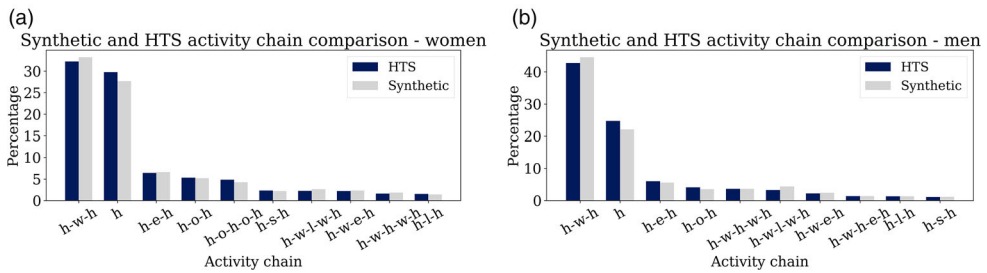 (a)
Synthetic and HTS activity chain comparison - women
HTS
Synthetic
Percentage
30
25
20
15
10
5
0
h-w-h
h
h-e-h
h-o-h
h-o-h-o-h
h-s-h
h-w-l-w-h
h-w-e-h
h-w-h-w-h
h-l-h
Activity chain
(b)
Synthetic and HTS activity chain comparison - men
HTS
Synthetic
Percentage
40
30
20
10
0
h-w-h
h
h-e-h
h-o-h
h-w-h-w-h
h-w-l-w-h
h-w-e-h
h-w-h-e-h
h-l-h
h-s-h
Activity chain